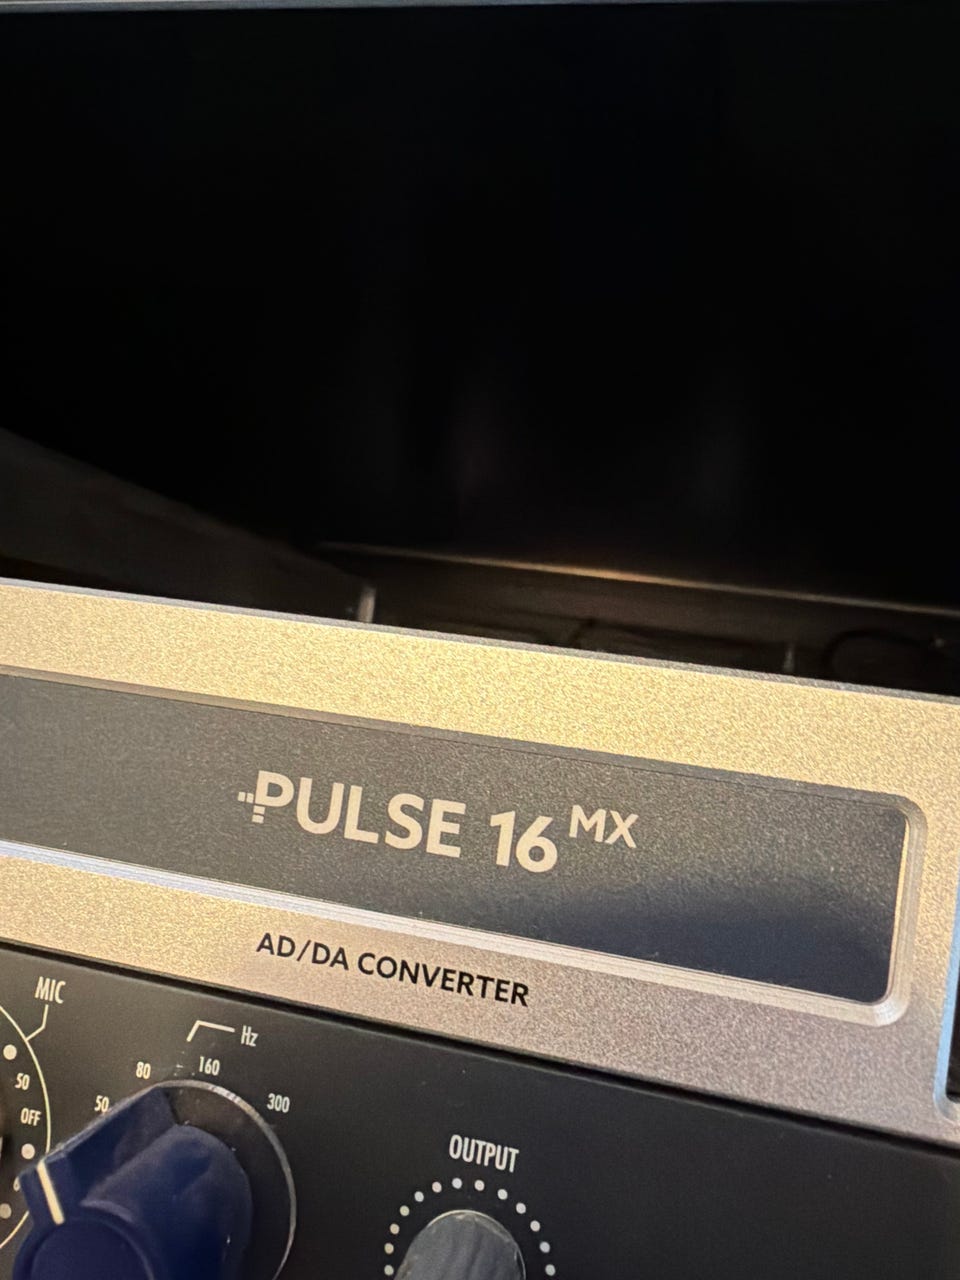 PULSE 16 MX
AD/DA CONVERTER
MIC
50
OFF
Hz
50
80
160
300
OUTPUT